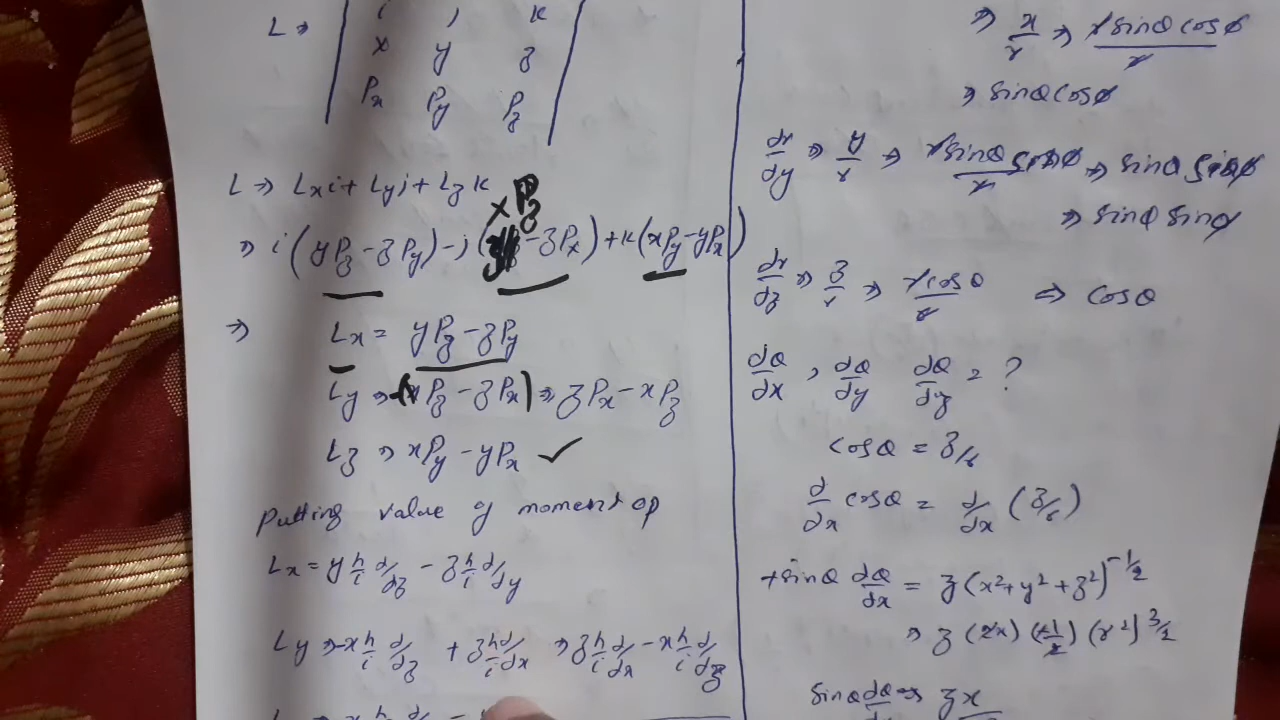 L ⇒ | i j k |
| x y z |
| Px Py Pz |
L ⇒ Lxi + Lyj + Lzk
⇒ i(yPz - zPy) - j(xPz - zPx) + k(xPy - yPx)
⇒ Lx = yPz - zPy
Ly ⇒ -(xPz - zPx) ⇒ zPx - xPz
Lz ⇒ xPy - yPx ✓
Putting value of moment op
Lx = y ħ/i d/dz - z ħ/i d/dy
Ly ⇒ -x ħ/i d/dz + z ħ/i d/dx ⇒ z ħ/i d/dx - x ħ/i d/dz
⇒ x/r ⇒ r sinθ cosϕ / r
⇒ sinθ cosϕ
dr/dy ⇒ y/r ⇒ r sinθ sinϕ / r ⇒ sinθ sinϕ
⇒ sinθ sinϕ
dr/dz ⇒ z/r ⇒ r cosθ / r ⇒ cosθ
dθ/dx , dθ/dy dθ/dz = ?
cosθ = z/r
d/dx cosθ = d/dx (z/r)
+sinθ dθ/dx = z(x² + y² + z²)^-1/2
⇒ z (2x) (-1/2) (r²)^3/2
sinθ dθ ⇒ zx